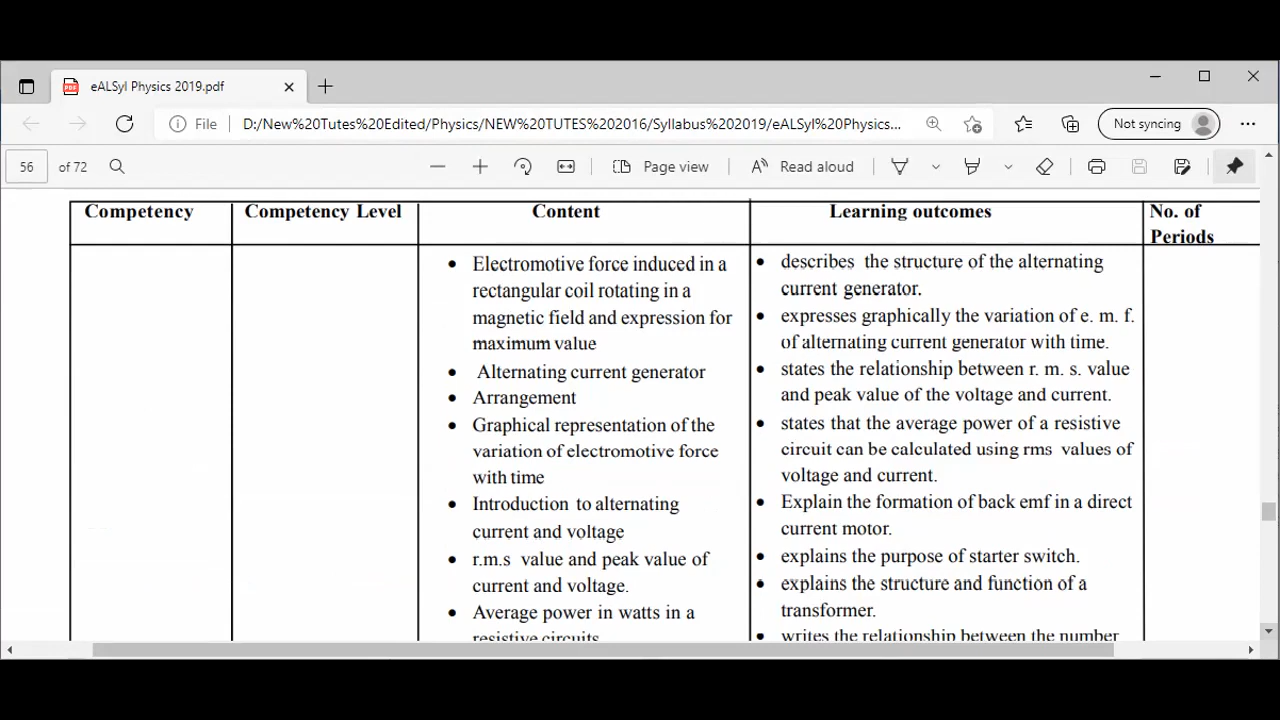 eALSyl Physics 2019.pdf
File
D:/New%20Tutes%20Edited/Physics/NEW%20TUTES%202016/Syllabus%202019/eALSyl%20Physics...
Not syncing
56 of 72
Page view
Read aloud
Competency
Competency Level
Content
Learning outcomes
No. of
Periods
• Electromotive force induced in a
rectangular coil rotating in a
magnetic field and expression for
maximum value
• Alternating current generator
• Arrangement
• Graphical representation of the
variation of electromotive force
with time
• Introduction to alternating
current and voltage
• r.m.s value and peak value of
current and voltage.
• Average power in watts in a
resistive circuits
• describes the structure of the alternating
current generator.
• expresses graphically the variation of e. m. f.
of alternating current generator with time.
• states the relationship between r. m. s. value
and peak value of the voltage and current.
• states that the average power of a resistive
circuit can be calculated using rms values of
voltage and current.
• Explain the formation of back emf in a direct
current motor.
• explains the purpose of starter switch.
• explains the structure and function of a
transformer.
• writes the relationship between the number